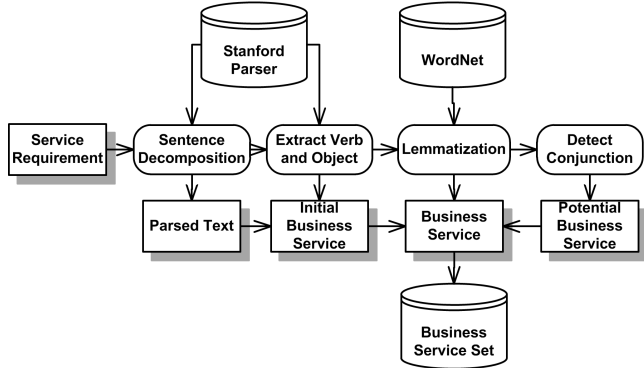 Stanford
Parser
WordNet
Service
Requirement
Sentence
Decomposition
Extract Verb
and Object
Lemmatization
Detect
Conjunction
Parsed Text
Initial
Business
Service
Business
Service
Potential
Business
Service
Business
Service Set